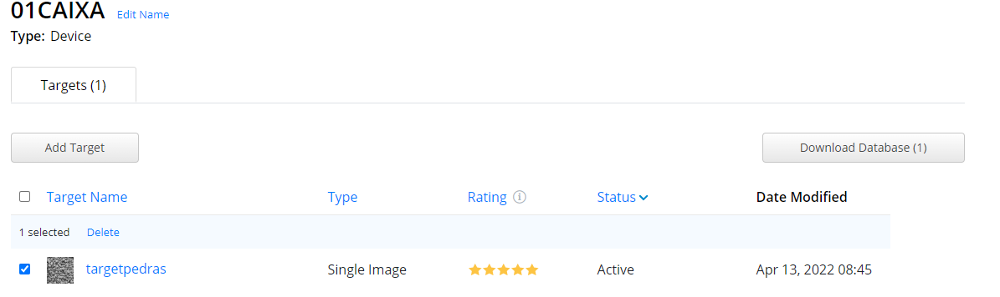 01CAIXA Edit Name
Type: Device
Targets (1)
Add Target Download Database (1)
Target Name Type Rating Status Date Modified
1 selected Delete
targetpedras Single Image Active Apr 13, 2022 08:45